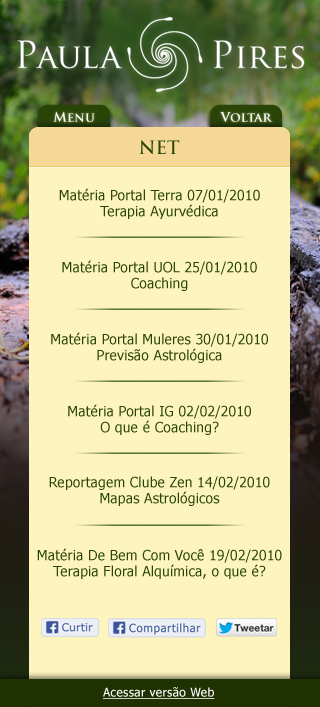 PAULA PIRES
MENU
VOLTAR
NET
Matéria Portal Terra 07/01/2010
Terapia Ayurvédica
Matéria Portal UOL 25/01/2010
Coaching
Matéria Portal Muleres 30/01/2010
Previsão Astrológica
Matéria Portal IG 02/02/2010
O que é Coaching?
Reportagem Clube Zen 14/02/2010
Mapas Astrológicos
Matéria De Bem Com Você 19/02/2010
Terapia Floral Alquímica, o que é?
Curtir
Compartilhar
Tweetar
Acessar versão Web